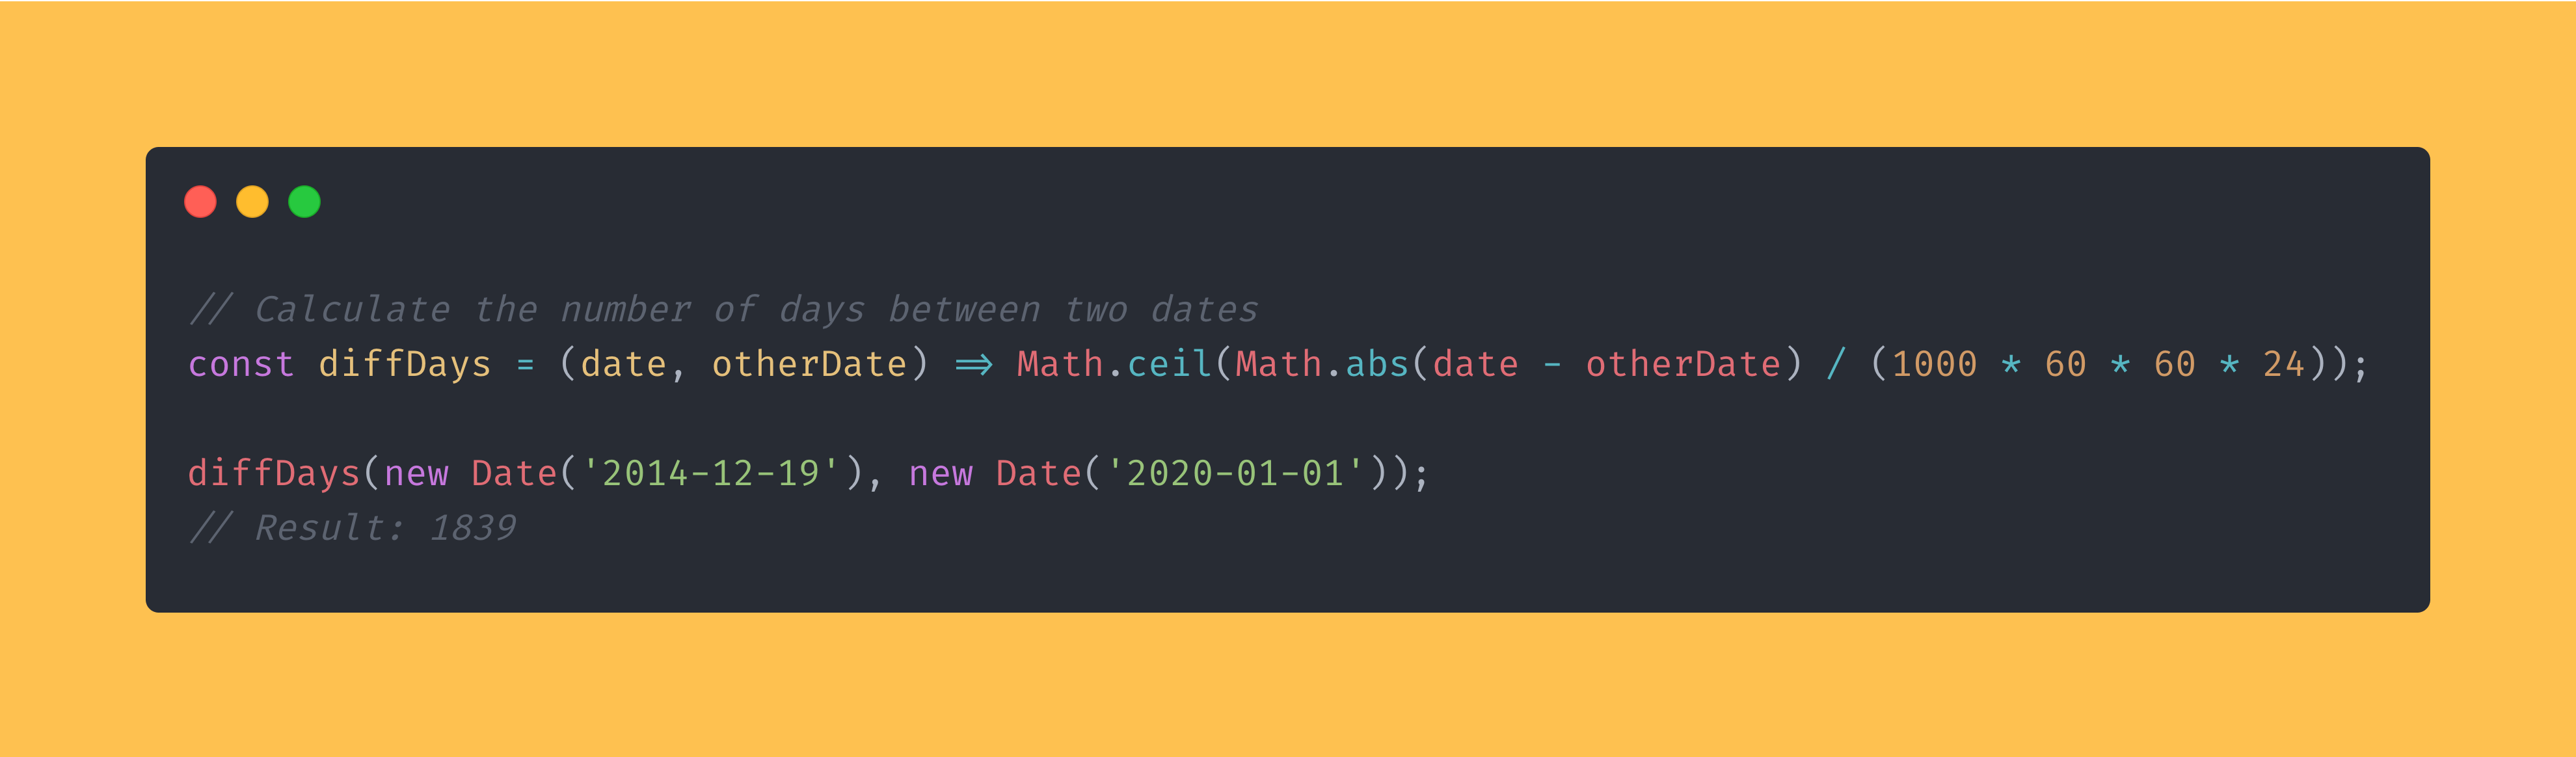 // Calculate the number of days between two dates
const diffDays = (date, otherDate) => Math.ceil(Math.abs(date - otherDate) / (1000 * 60 * 60 * 24));
diffDays(new Date('2014-12-19'), new Date('2020-01-01'));
// Result: 1839